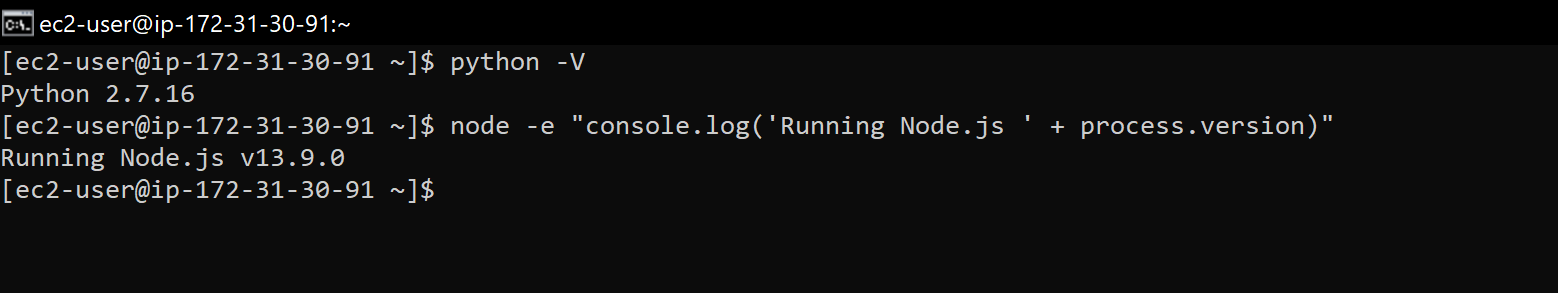 ec2-user@ip-172-31-30-91:~
[ec2-user@ip-172-31-30-91 ~]$ python -V
Python 2.7.16
[ec2-user@ip-172-31-30-91 ~]$ node -e "console.log('Running Node.js ' + process.version)"
Running Node.js v13.9.0
[ec2-user@ip-172-31-30-91 ~]$